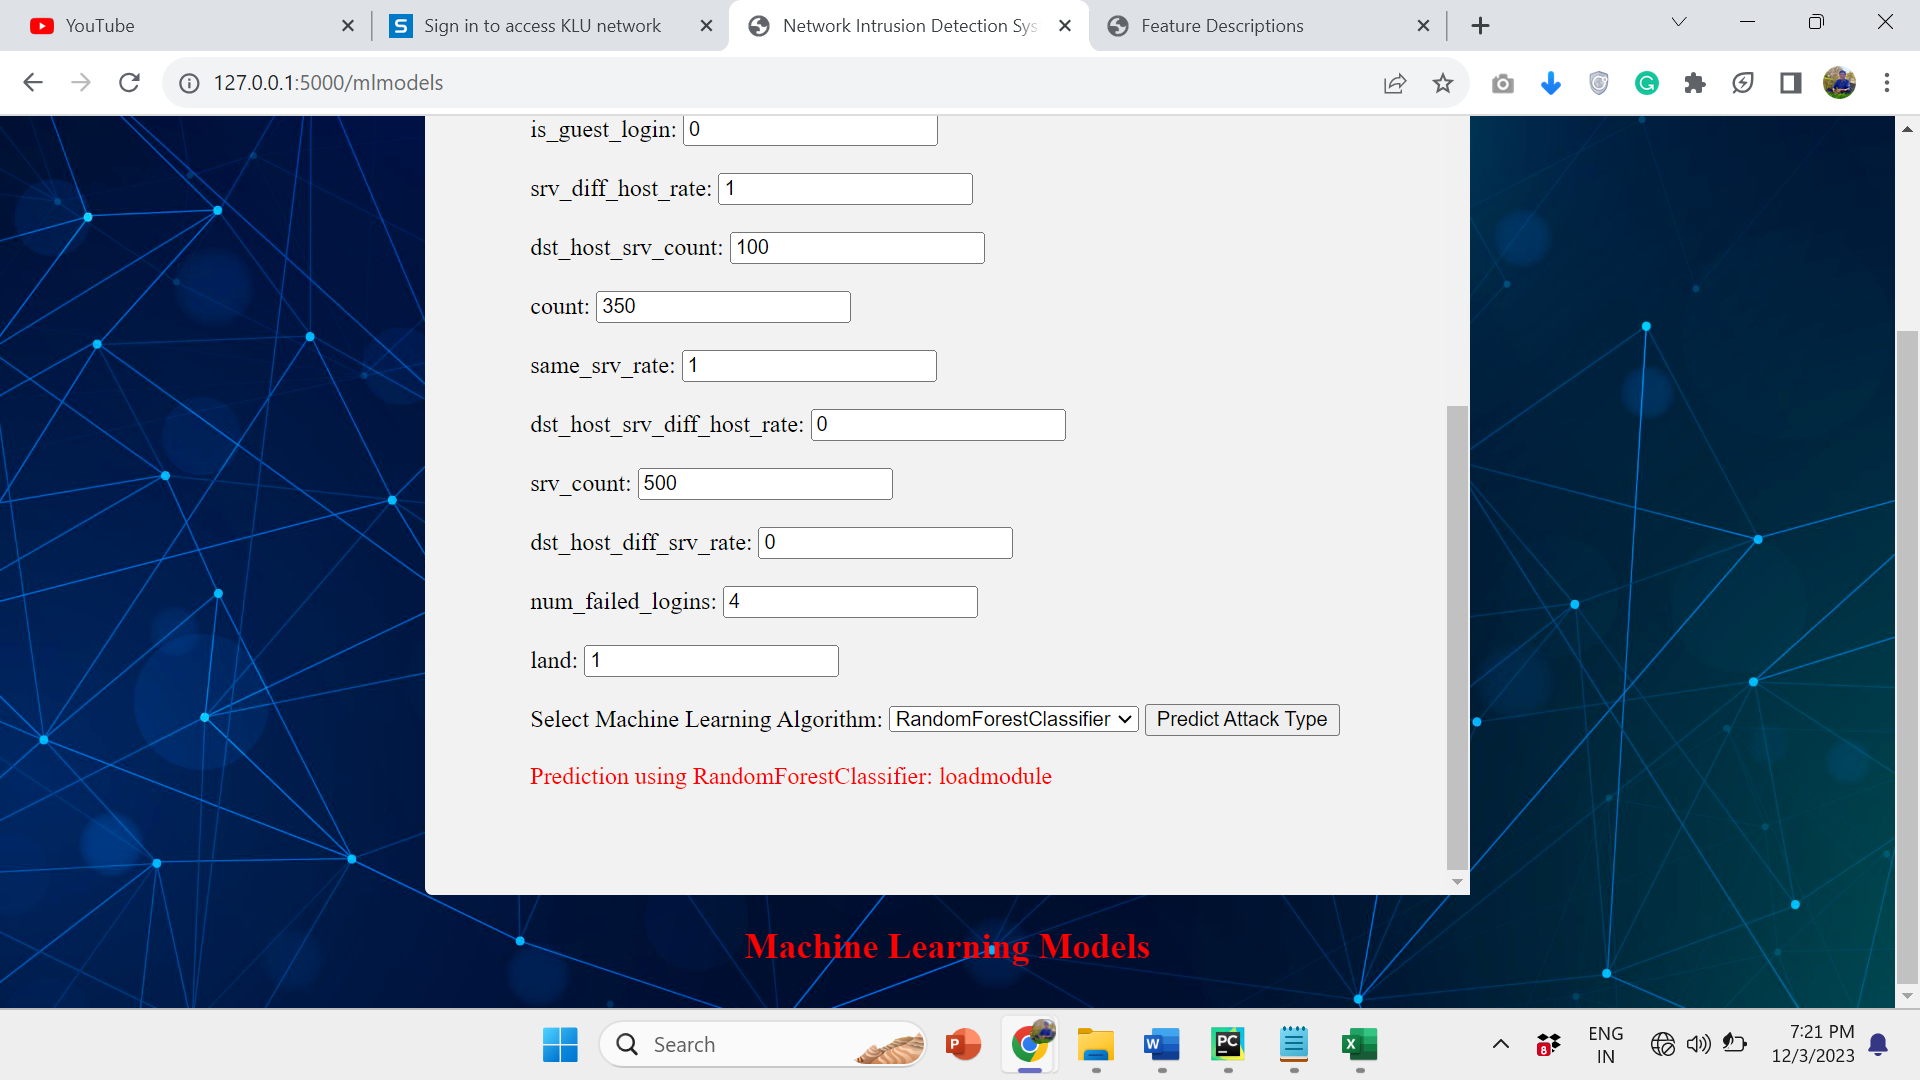 YouTube
Sign in to access KLU network
Network Intrusion Detection Sys
Feature Descriptions
127.0.0.1:5000/mlmodels
is_guest_login: 0
srv_diff_host_rate: 1
dst_host_srv_count: 100
count: 350
same_srv_rate: 1
dst_host_srv_diff_host_rate: 0
srv_count: 500
dst_host_diff_srv_rate: 0
num_failed_logins: 4
land: 1
Select Machine Learning Algorithm: RandomForestClassifier Predict Attack Type
Prediction using RandomForestClassifier: loadmodule
Machine Learning Models
Search
ENG
IN
7:21 PM
12/3/2023